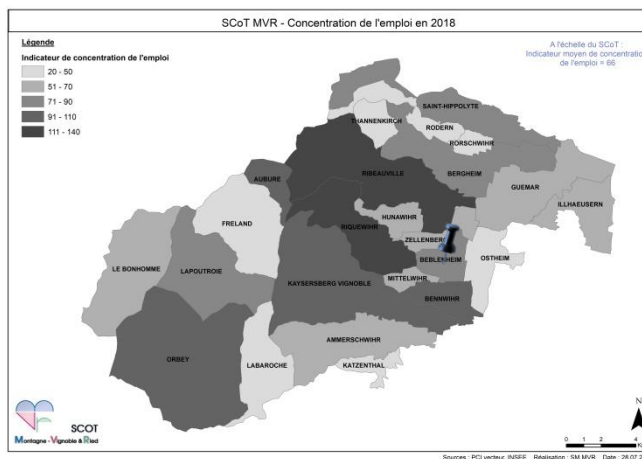 SCoT MVR - Concentration de l'emploi en 2018
Légende
Indicateur de concentration de l'emploi
20 - 50
51 - 70
71 - 90
91 - 110
111 - 140
A l'échelle du SCoT :
Indicateur moyen de concentration
de l'emploi = 66
SAINT-HIPPOLYTE
THANNENKIRCH
RODERN
RORSCHWIHR
RIBEAUVILLE
BERGHEIM
AUBURE
GUEMAR
ILLHAEUSERN
HUNAWIHR
FRELAND
RIQUEWIHR
ZELLENBERG
OSTHEIM
BEBLENHEIM
LE BONHOMME
LAPOUTROIE
MITTELWIHR
KAYSERSBERG VIGNOBLE
BENNWIHR
AMMERSCHWIHR
ORBEY
LABAROCHE
KATZENTHAL
SCOT
Montagne - Vignoble & Ried
N
0 1 2 4
Sources : PCI vecteur, INSEE Réalisation : SM MVR Date : 28.07.2